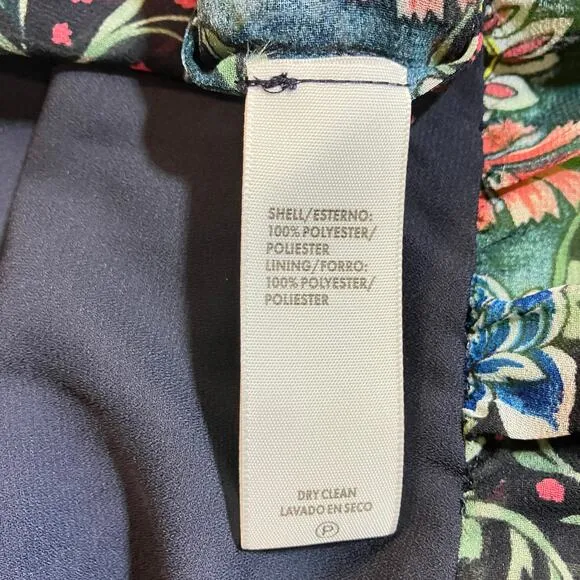 SHELL/ESTERNO:
100% POLYESTER/
POLIESTER
LINING/FORRO:
100% POLYESTER/
POLIESTER
DRY CLEAN
LAVADO EN SECO
P